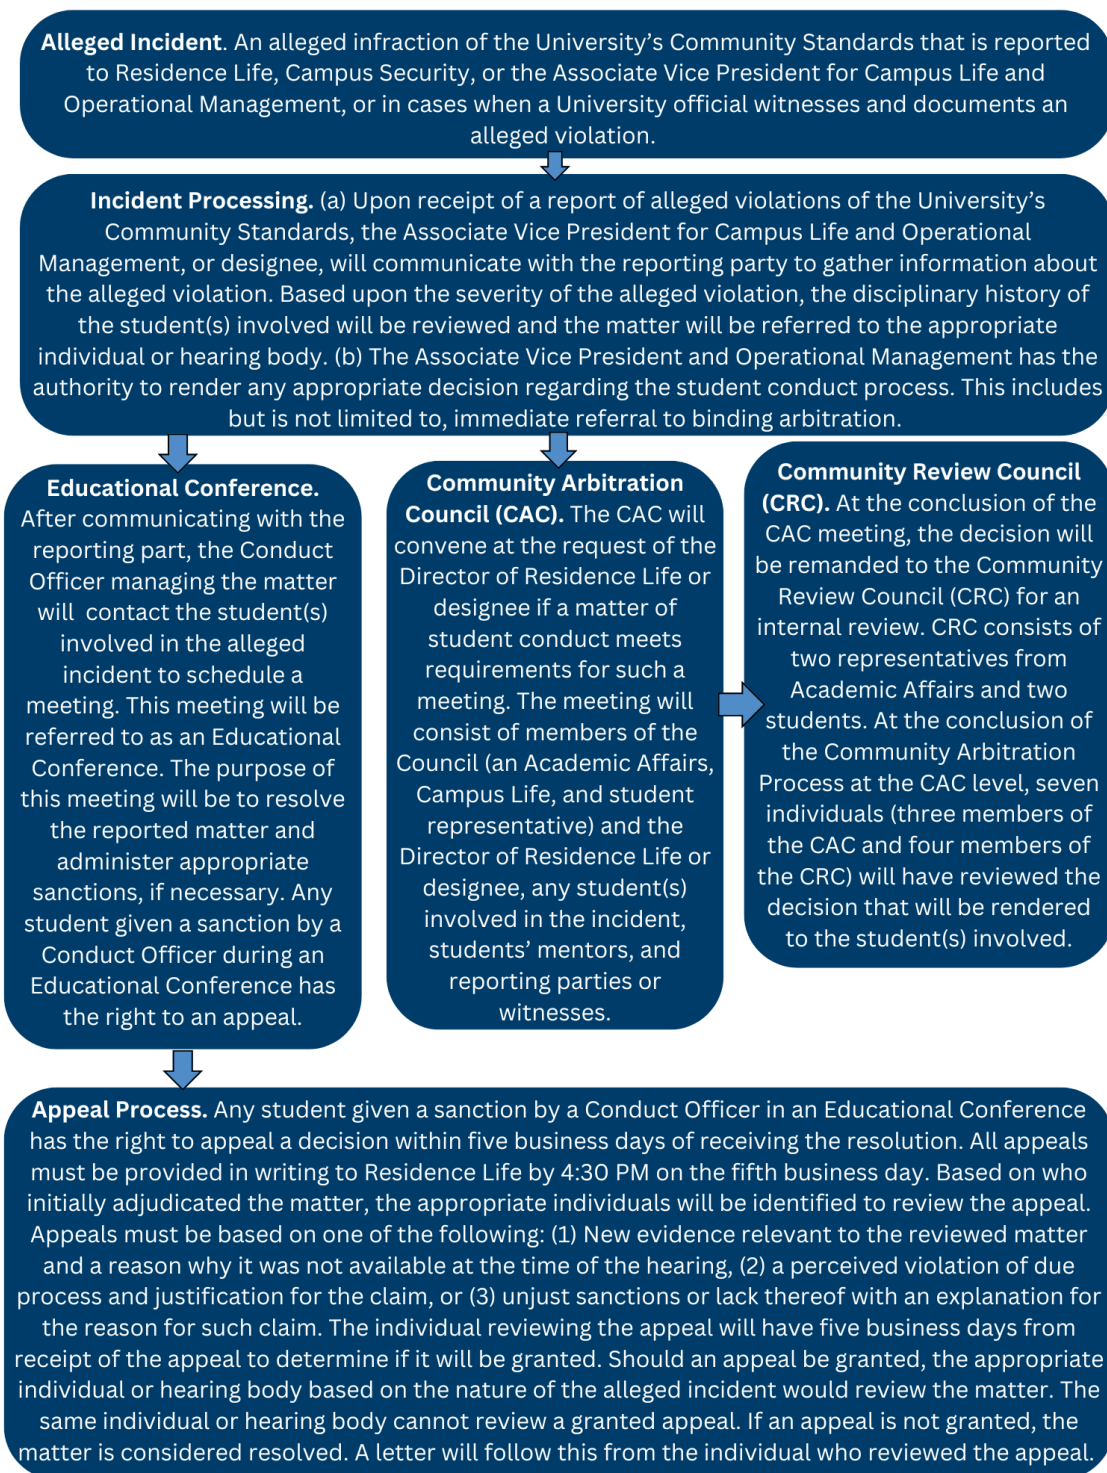 Alleged Incident. An alleged infraction of the University’s Community Standards that is reported
to Residence Life, Campus Security, or the Associate Vice President for Campus Life and
Operational Management, or in cases when a University official witnesses and documents an
alleged violation.
Incident Processing. (a) Upon receipt of a report of alleged violations of the University’s
Community Standards, the Associate Vice President for Campus Life and Operational
Management, or designee, will communicate with the reporting party to gather information about
the alleged violation. Based upon the severity of the alleged violation, the disciplinary history of
the student(s) involved will be reviewed and the matter will be referred to the appropriate
individual or hearing body. (b) The Associate Vice President and Operational Management has the
authority to render any appropriate decision regarding the student conduct process. This includes
but is not limited to, immediate referral to binding arbitration.
Educational Conference.
After communicating with the
reporting part, the Conduct
Officer managing the matter
will contact the student(s)
involved in the alleged
incident to schedule a
meeting. This meeting will be
referred to as an Educational
Conference. The purpose of
this meeting will be to resolve
the reported matter and
administer appropriate
sanctions, if necessary. Any
student given a sanction by a
Conduct Officer during an
Educational Conference has
the right to an appeal.
Community Arbitration
Council (CAC). The CAC will
convene at the request of the
Director of Residence Life or
designee if a matter of
student conduct meets
requirements for such a
meeting. The meeting will
consist of members of the
Council (an Academic Affairs,
Campus Life, and student
representative) and the
Director of Residence Life or
designee, any student(s)
involved in the incident,
students’ mentors, and
reporting parties or
witnesses.
Community Review Council
(CRC). At the conclusion of the
CAC meeting, the decision will
be remanded to the Community
Review Council (CRC) for an
internal review. CRC consists of
two representatives from
Academic Affairs and two
students. At the conclusion of
the Community Arbitration
Process at the CAC level, seven
individuals (three members of
the CAC and four members of
the CRC) will have reviewed the
decision that will be rendered
to the student(s) involved.
Appeal Process. Any student given a sanction by a Conduct Officer in an Educational Conference
has the right to appeal a decision within five business days of receiving the resolution. All appeals
must be provided in writing to Residence Life by 4:30 PM on the fifth business day. Based on who
initially adjudicated the matter, the appropriate individuals will be identified to review the appeal.
Appeals must be based on one of the following: (1) New evidence relevant to the reviewed matter
and a reason why it was not available at the time of the hearing, (2) a perceived violation of due
process and justification for the claim, or (3) unjust sanctions or lack thereof with an explanation for
the reason for such claim. The individual reviewing the appeal will have five business days from
receipt of the appeal to determine if it will be granted. Should an appeal be granted, the appropriate
individual or hearing body based on the nature of the alleged incident would review the matter. The
same individual or hearing body cannot review a granted appeal. If an appeal is not granted, the
matter is considered resolved. A letter will follow this from the individual who reviewed the appeal.